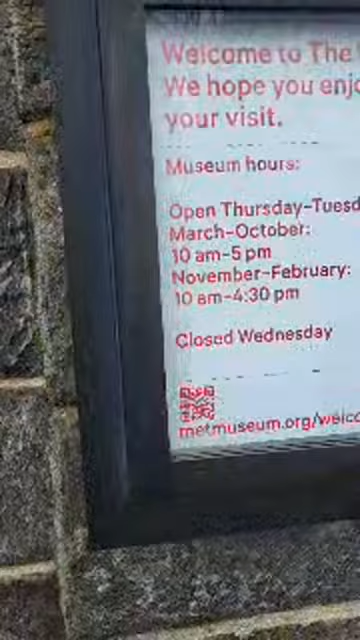 Welcome to The
We hope you enjo
your visit.
Museum hours:
Open Thursday–Tuesd
March–October:
10 am–5 pm
November–February:
10 am–4:30 pm
Closed Wednesday
metmuseum.org/welco